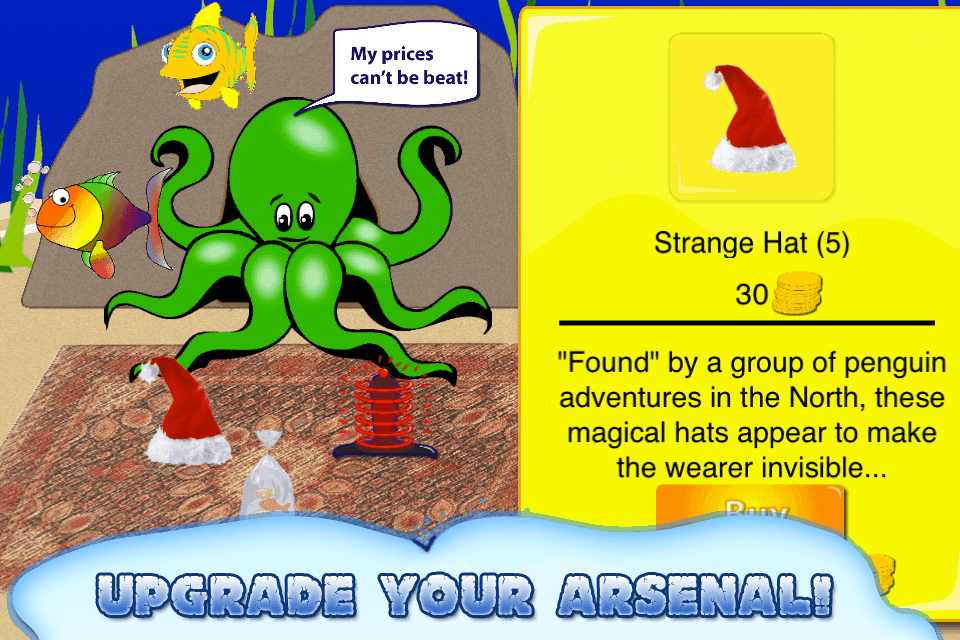 My prices
can't be beat!
Strange Hat (5)
30
"Found" by a group of penguin
adventures in the North, these
magical hats appear to make
the wearer invisible...
Buy
UPGRADE YOUR ARSENAL!